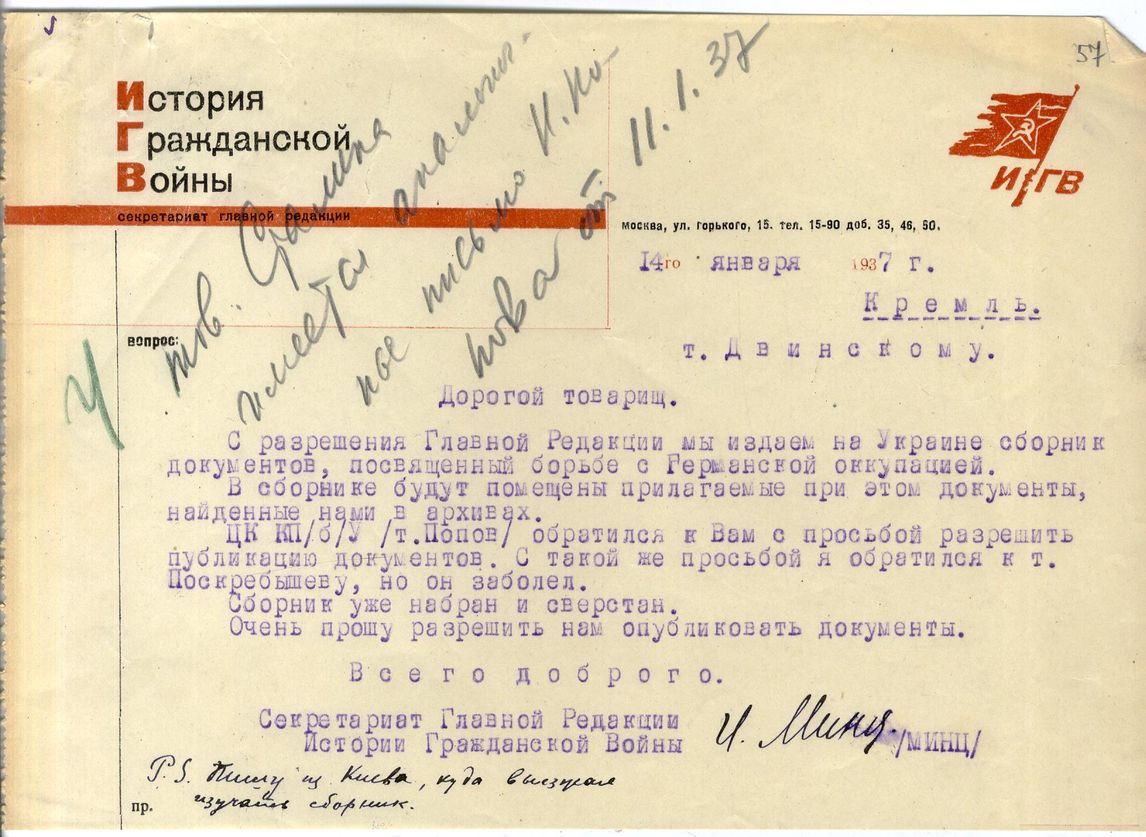 57
История
Гражданской
Войны
секретариат главной редакции
ИГВ
москва, ул. горького, 15. тел. 15-90 доб. 35, 46, 50.
У тов. Сталина
имеется аналогич-
ное письмо Н. По-
пова от 11.1.37
14го января 1937 г.
Кремль.
вопрос:
т. Двинскому.
Дорогой товарищ.
С разрешения Главной Редакции мы издаем на Украине сборник
документов, посвященный борьбе с Германской оккупацией.
В сборнике будут помещены прилагаемые при этом документы,
найденные нами в архивах.
ЦК КП/б/У /т.Попов/ обратился к Вам с просьбой разрешить
публикацию документов. С такой же просьбой я обратился к т.
Поскребышеву, но он заболел.
Сборник уже набран и сверстан.
Очень прошу разрешить нам опубликовать документы.
Всего доброго.
Секретариат Главной Редакции
Истории Гражданской Войны И. Минц /МИНЦ/
P.S. Пишу из Киева, куда выезжал
изучать сборник.
пр.